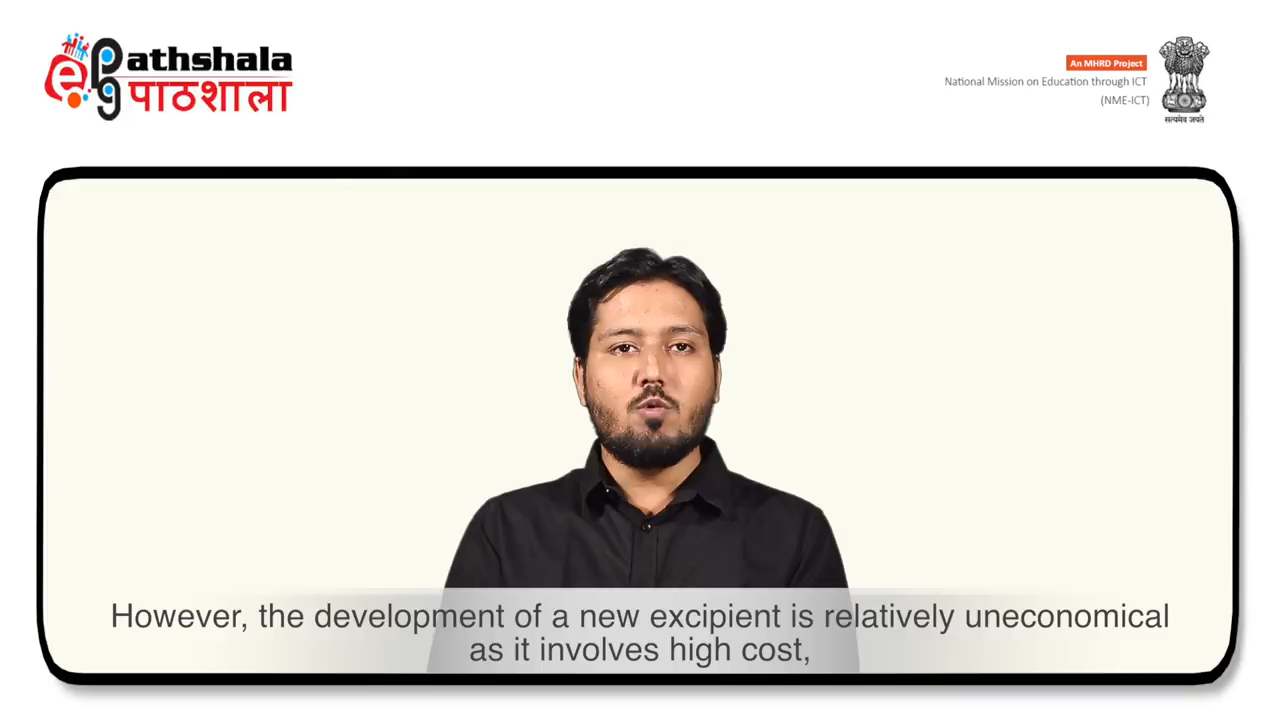 e pg Pathshala
पाठशाला
An MHRD Project
National Mission on Education through ICT
(NME-ICT)
सत्यमेव जयते
However, the development of a new excipient is relatively uneconomical
as it involves high cost,